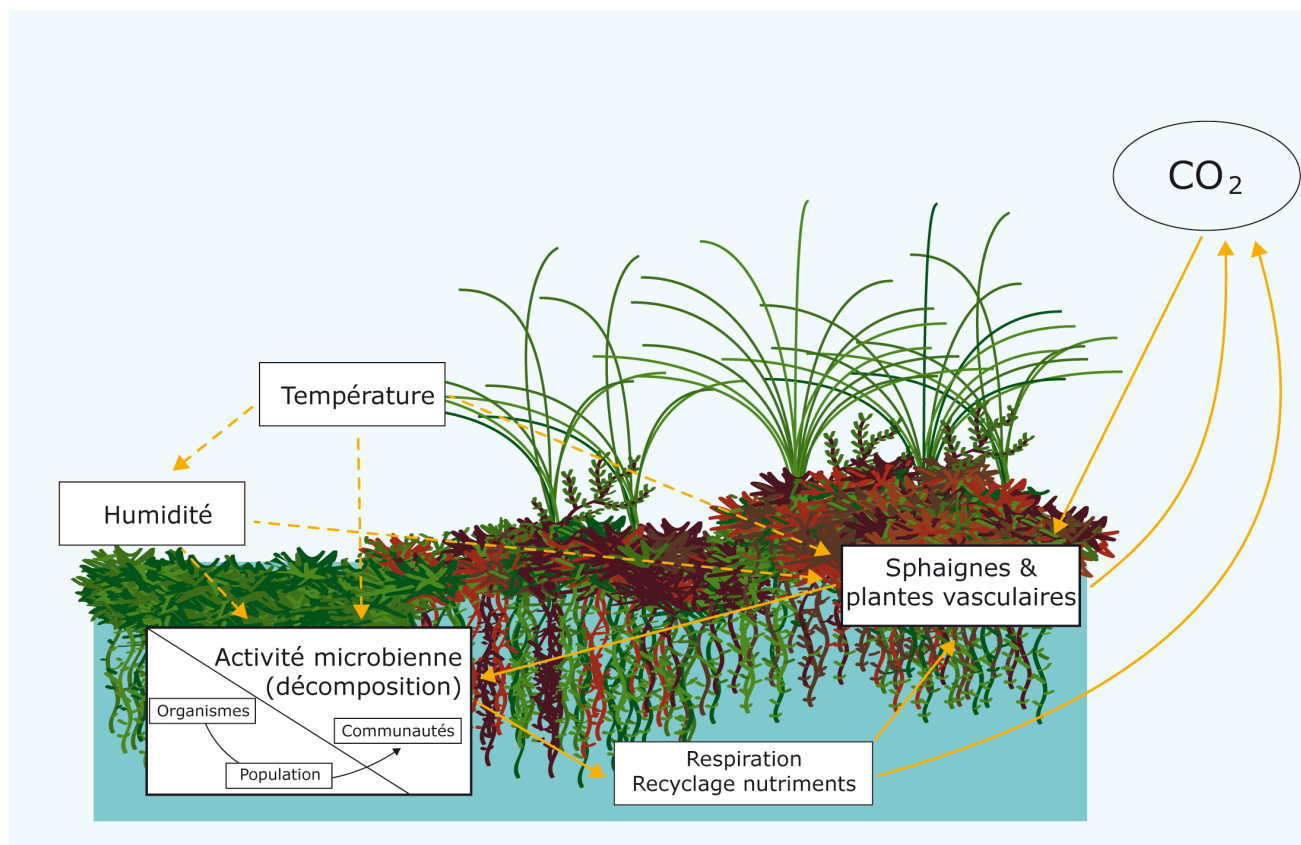 CO₂
Température
Humidité
Sphaignes &
plantes vasculaires
Activité microbienne
(décomposition)
Organismes
Communautés
Population
Respiration
Recyclage nutriments